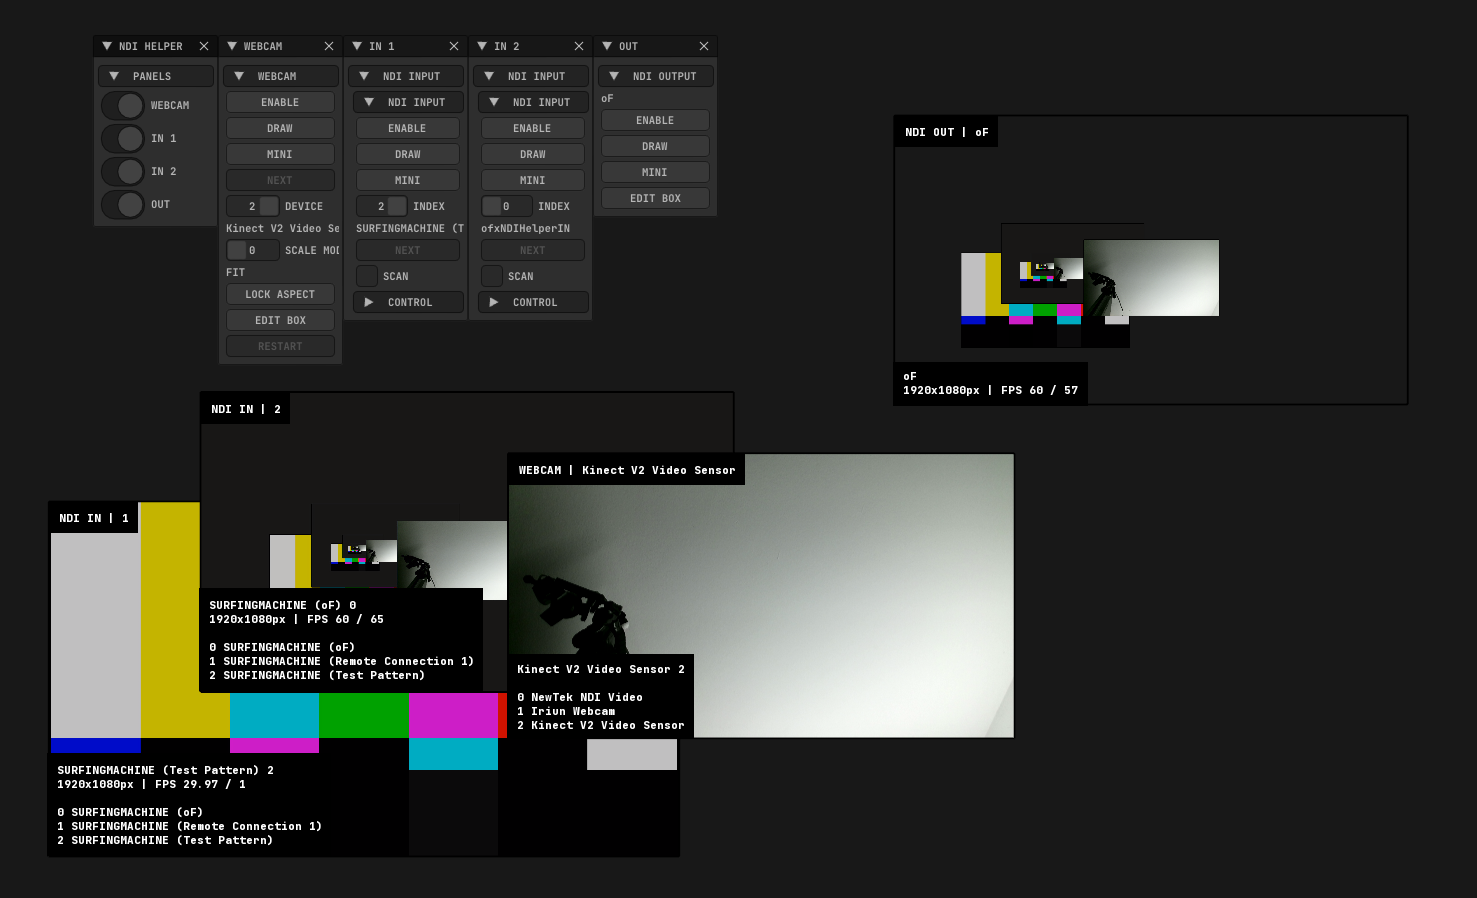 NDI HELPER
PANELS
WEBCAM
IN 1
IN 2
OUT
WEBCAM
WEBCAM
ENABLE
DRAW
MINI
NEXT
2 DEVICE
Kinect V2 Video Se
0 SCALE MOD
FIT
LOCK ASPECT
EDIT BOX
RESTART
IN 1
NDI INPUT
NDI INPUT
ENABLE
DRAW
MINI
2 INDEX
SURFINGMACHINE (T
NEXT
SCAN
CONTROL
IN 2
NDI INPUT
NDI INPUT
ENABLE
DRAW
MINI
0 INDEX
ofxNDIHelperIN
NEXT
SCAN
CONTROL
OUT
NDI OUTPUT
oF
ENABLE
DRAW
MINI
EDIT BOX
NDI OUT | oF
oF
1920x1080px | FPS 60 / 57
NDI IN | 2
SURFINGMACHINE (oF) 0
1920x1080px | FPS 60 / 65
0 SURFINGMACHINE (oF)
1 SURFINGMACHINE (Remote Connection 1)
2 SURFINGMACHINE (Test Pattern)
WEBCAM | Kinect V2 Video Sensor
Kinect V2 Video Sensor 2
0 NewTek NDI Video
1 Iriun Webcam
2 Kinect V2 Video Sensor
NDI IN | 1
SURFINGMACHINE (Test Pattern) 2
1920x1080px | FPS 29.97 / 1
0 SURFINGMACHINE (oF)
1 SURFINGMACHINE (Remote Connection 1)
2 SURFINGMACHINE (Test Pattern)